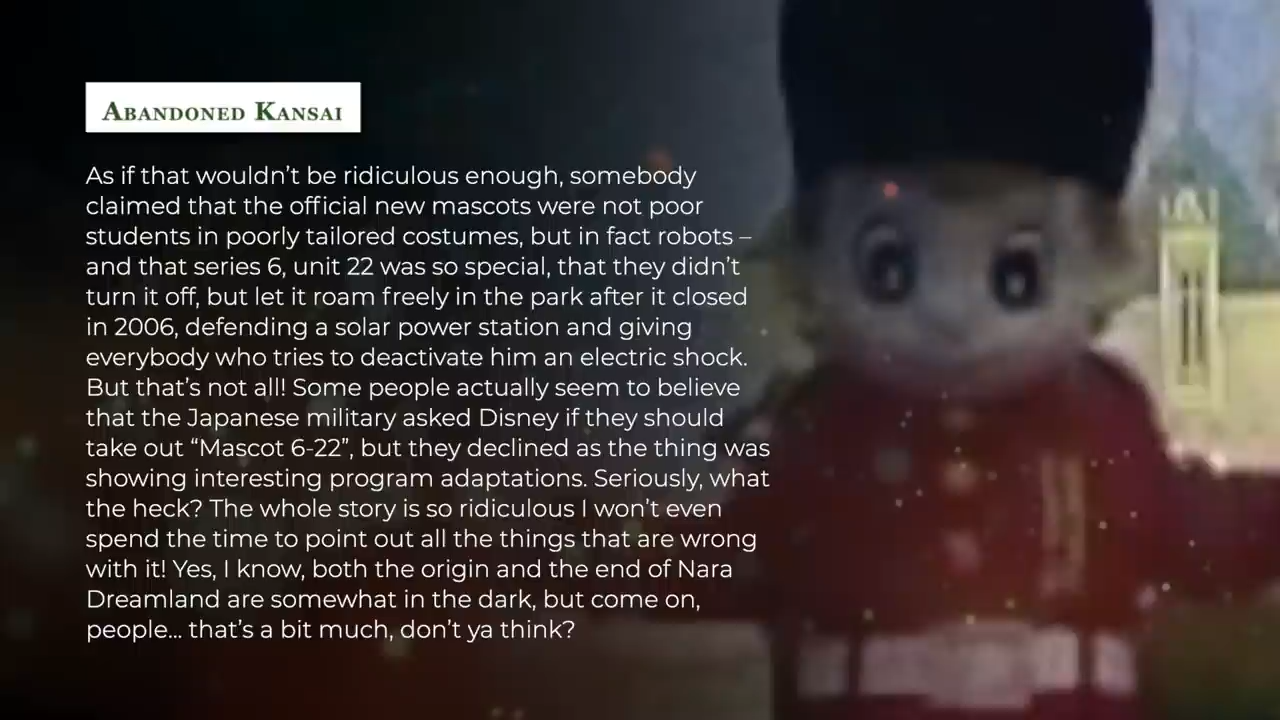 Abandoned Kansai
As if that wouldn't be ridiculous enough, somebody
claimed that the official new mascots were not poor
students in poorly tailored costumes, but in fact robots –
and that series 6, unit 22 was so special, that they didn't
turn it off, but let it roam freely in the park after it closed
in 2006, defending a solar power station and giving
everybody who tries to deactivate him an electric shock.
But that's not all! Some people actually seem to believe
that the Japanese military asked Disney if they should
take out “Mascot 6-22”, but they declined as the thing was
showing interesting program adaptations. Seriously, what
the heck? The whole story is so ridiculous I won't even
spend the time to point out all the things that are wrong
with it! Yes, I know, both the origin and the end of Nara
Dreamland are somewhat in the dark, but come on,
people... that's a bit much, don't ya think?